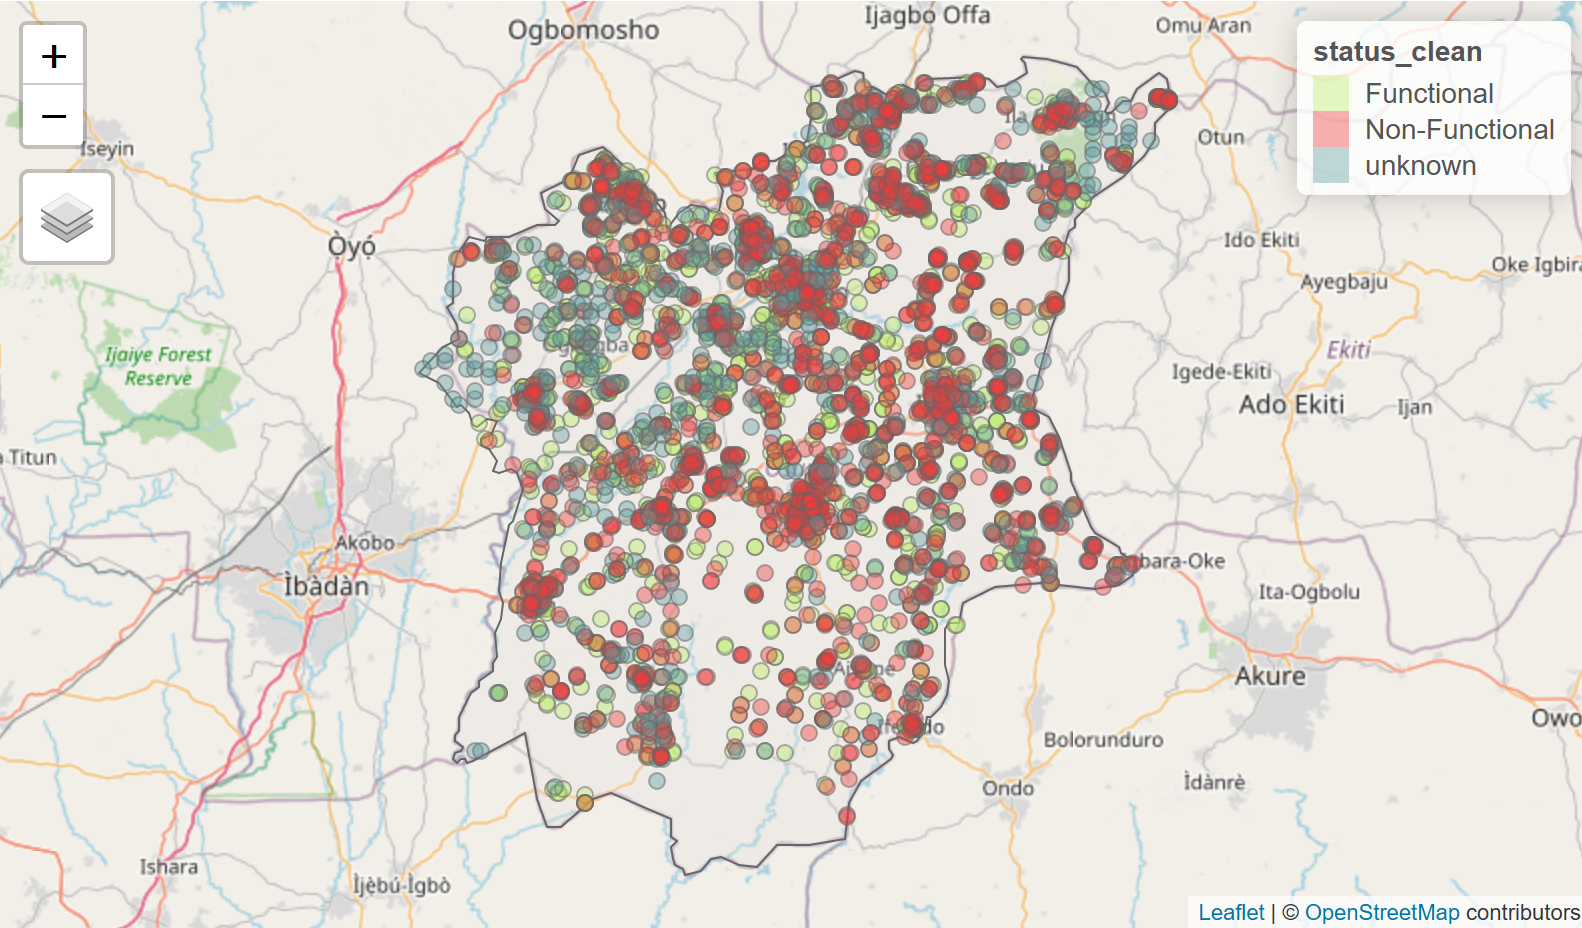 Ogbomosho
Ijagbo Offa
Omu Aran
+
−
status_clean
Functional
Non-Functional
unknown
Iseyin
Otun
Ọ̀yọ́
Ido Ekiti
Oke Igbira
Ayegbaju
Ijaiye Forest
Reserve
Ekiti
Igede-Ekiti
Ado Ekiti
Ijan
Titun
Akobo
bara-Oke
Ìbàdàn
Ita-Ogbolu
Akure
Owo
Bolorunduro
Ìdànrè
Ondo
Ishara
Ìjẹ̀bú-Ìgbò
Leaflet | © OpenStreetMap contributors